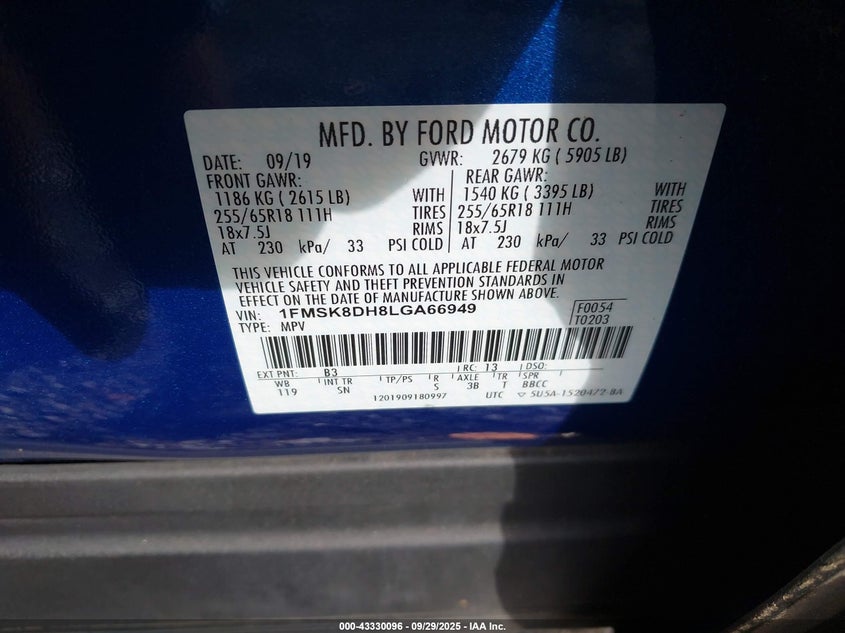 MFD. BY FORD MOTOR CO.
DATE: 09/19 GVWR: 2679 KG ( 5905 LB)
FRONT GAWR: REAR GAWR:
1186 KG ( 2615 LB) WITH 1540 KG ( 3395 LB) WITH
255/65R18 111H TIRES 255/65R18 111H TIRES
18x7.5J RIMS 18x7.5J RIMS
AT 230 kPa/ 33 PSI COLD AT 230 kPa/ 33 PSI COLD
THIS VEHICLE CONFORMS TO ALL APPLICABLE FEDERAL MOTOR
VEHICLE SAFETY AND THEFT PREVENTION STANDARDS IN
EFFECT ON THE DATE OF MANUFACTURE SHOWN ABOVE.
VIN: 1FMSK8DH8LGA66949 F0054
TYPE: MPV T0203
EXT PNT: B3 RC: 13 DSO:
WB INT TR TP/PS R AXLE TR SPR
119 SN S 3B T BBCC
1201909180997 UTC ▽ 5U5A-1520472-BA
000-43330096 - 09/29/2025 - IAA Inc.